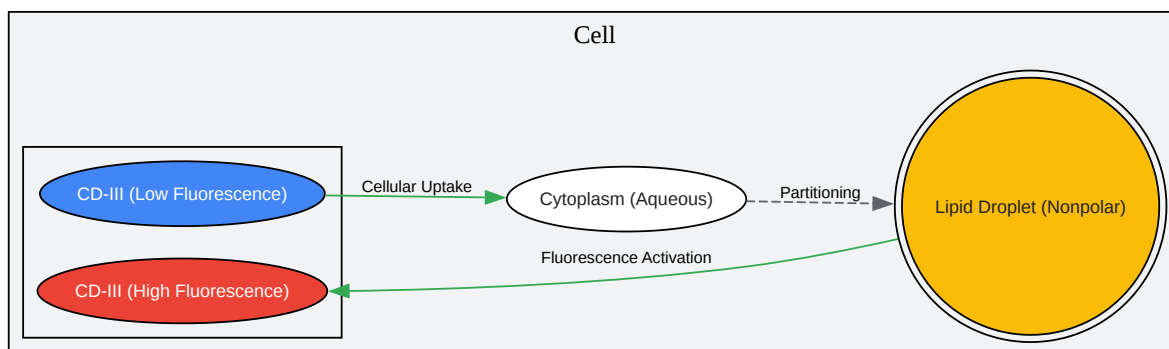 Cell
CD-III (Low Fluorescence)
Cellular Uptake
Cytoplasm (Aqueous)
Partitioning
Lipid Droplet (Nonpolar)
Fluorescence Activation
CD-III (High Fluorescence)